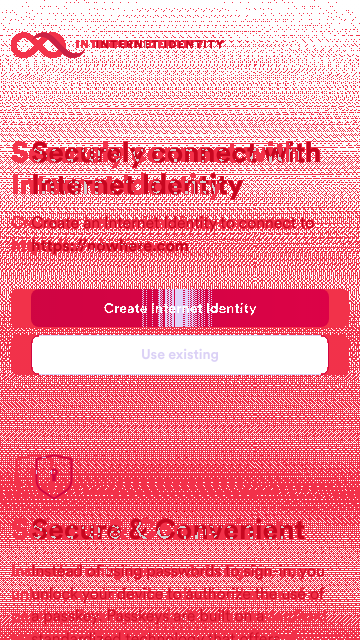 INTERNET IDENTITY
Securely connect with
Internet Identity
Create an Internet Identity to connect to
https://nowhere.com
Create Internet Identity
Use existing
?
Secure & Convenient
Instead of using passwords to sign-in, you
unlock your device to authorize the use of
a passkey. Passkeys are built on a